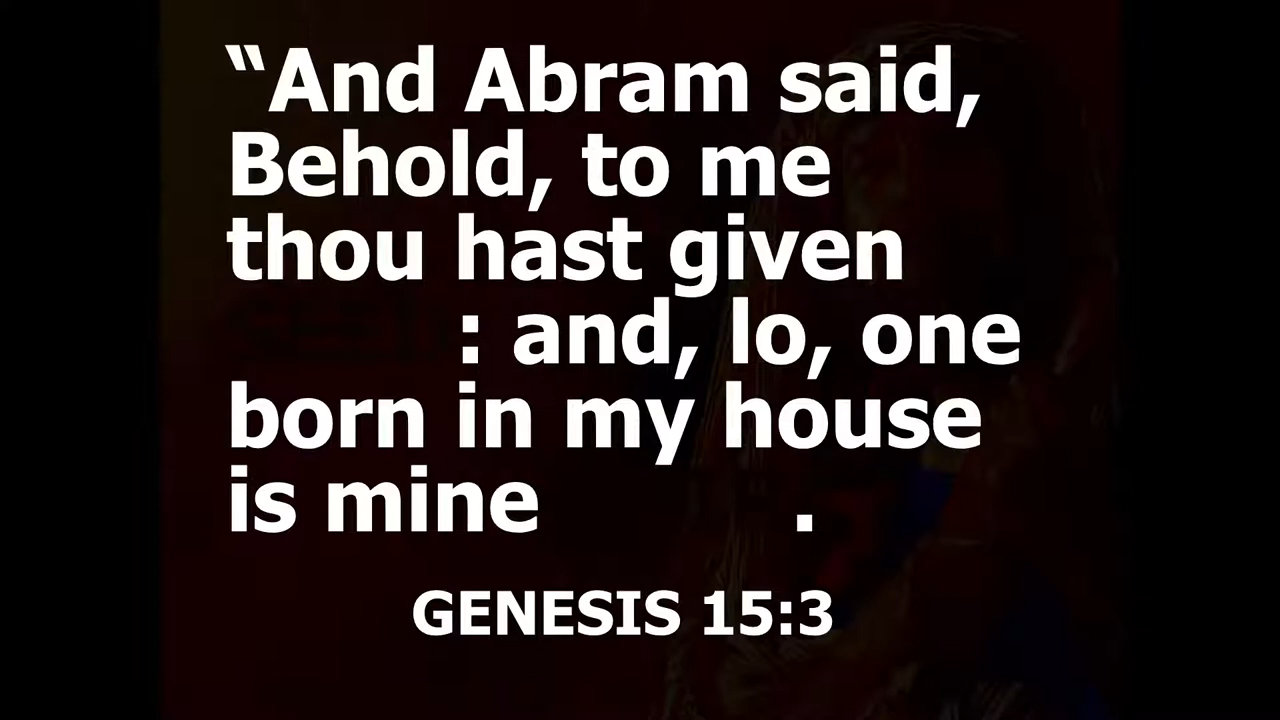 “And Abram said,
Behold, to me
thou hast given
: and, lo, one
born in my house
is mine .
GENESIS 15:3